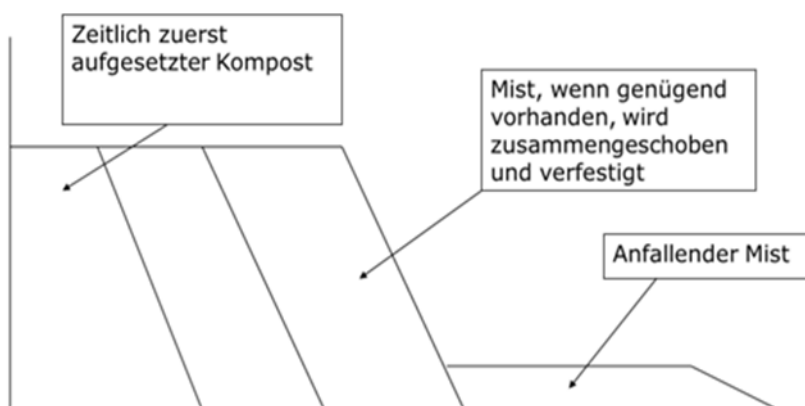 Zeitlich zuerst
aufgesetzter Kompost
Mist, wenn genügend
vorhanden, wird
zusammengeschoben
und verfestigt
Anfallender Mist